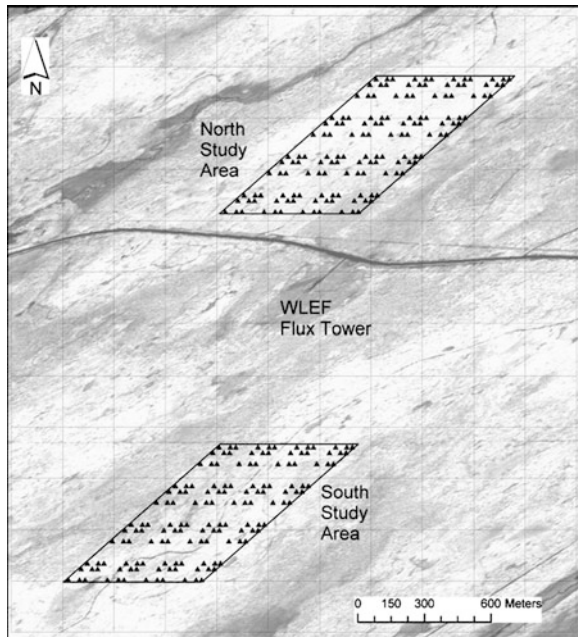 N
North
Study
Area
WLEF
Flux Tower
South
Study
Area
0 150 300 600 Meters